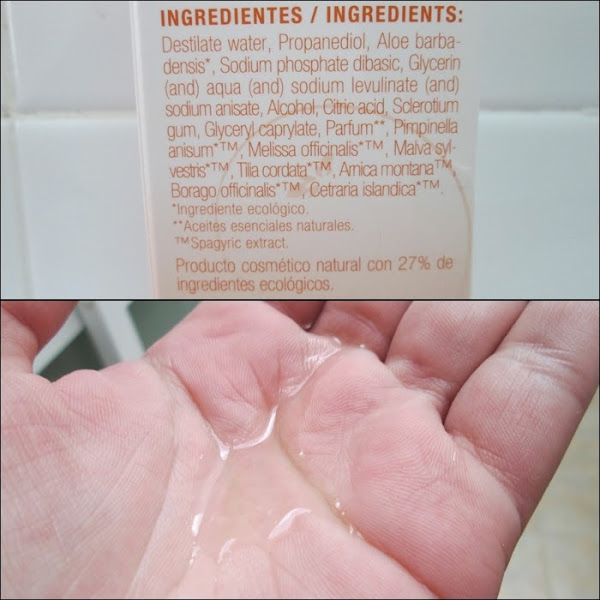 INGREDIENTES / INGREDIENTS:
Destilate water, Propanediol, Aloe barba-
densis*, Sodium phosphate dibasic, Glycerin
(and) aqua (and) sodium levulinate (and)
sodium anisate, Alcohol, Citric acid, Sclerotium
gum, Glyceryl caprylate, Parfum**, Pimpinella
anisum*™, Melissa officinalis*™, Malva syl-
vestris*™, Tilia cordata*™, Arnica montana™,
Borago officinalis*™, Cetraria islandica*™.
*Ingrediente ecológico.
**Aceites esenciales naturales.
™Spagyric extract.
Producto cosmético natural con 27% de
ingredientes ecológicos.